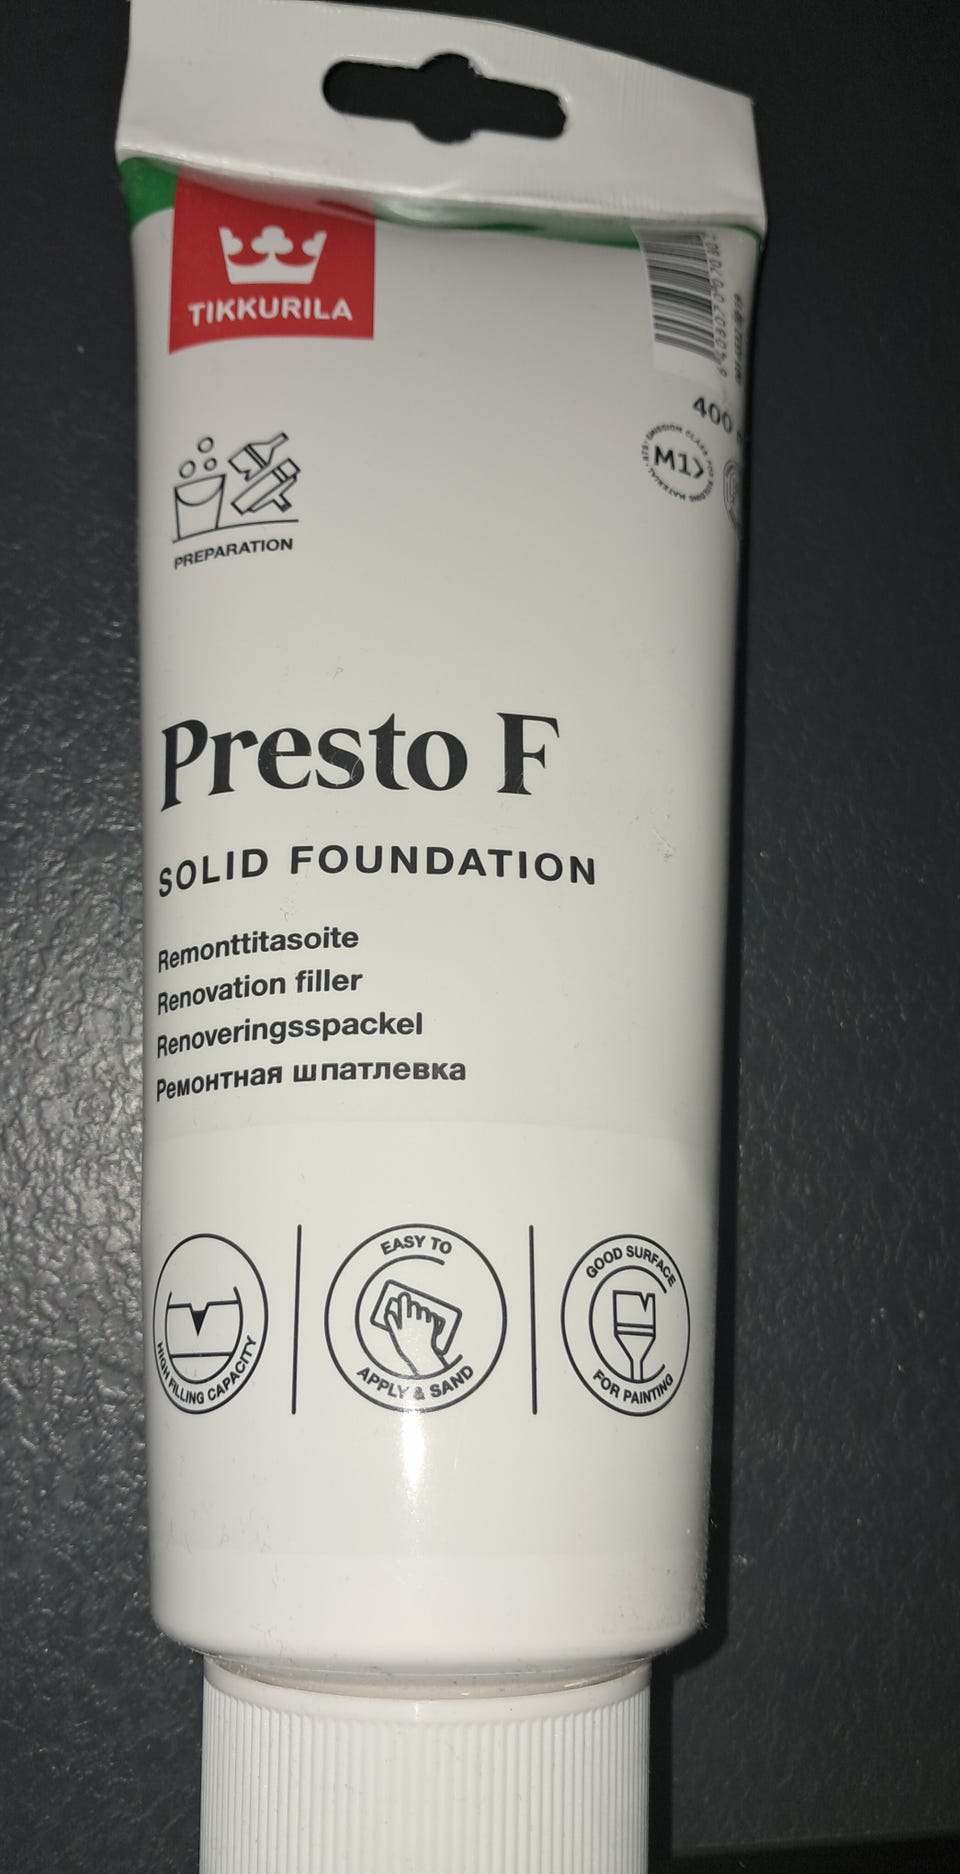 TIKKURILA
400
M1
PREPARATION
Presto F
SOLID FOUNDATION
Remonttitasoite
Renovation filler
Renoveringsspackel
Ремонтная шпатлевка
HIGH FILLING CAPACITY
EASY TO
APPLY & SAND
GOOD SURFACE
FOR PAINTING